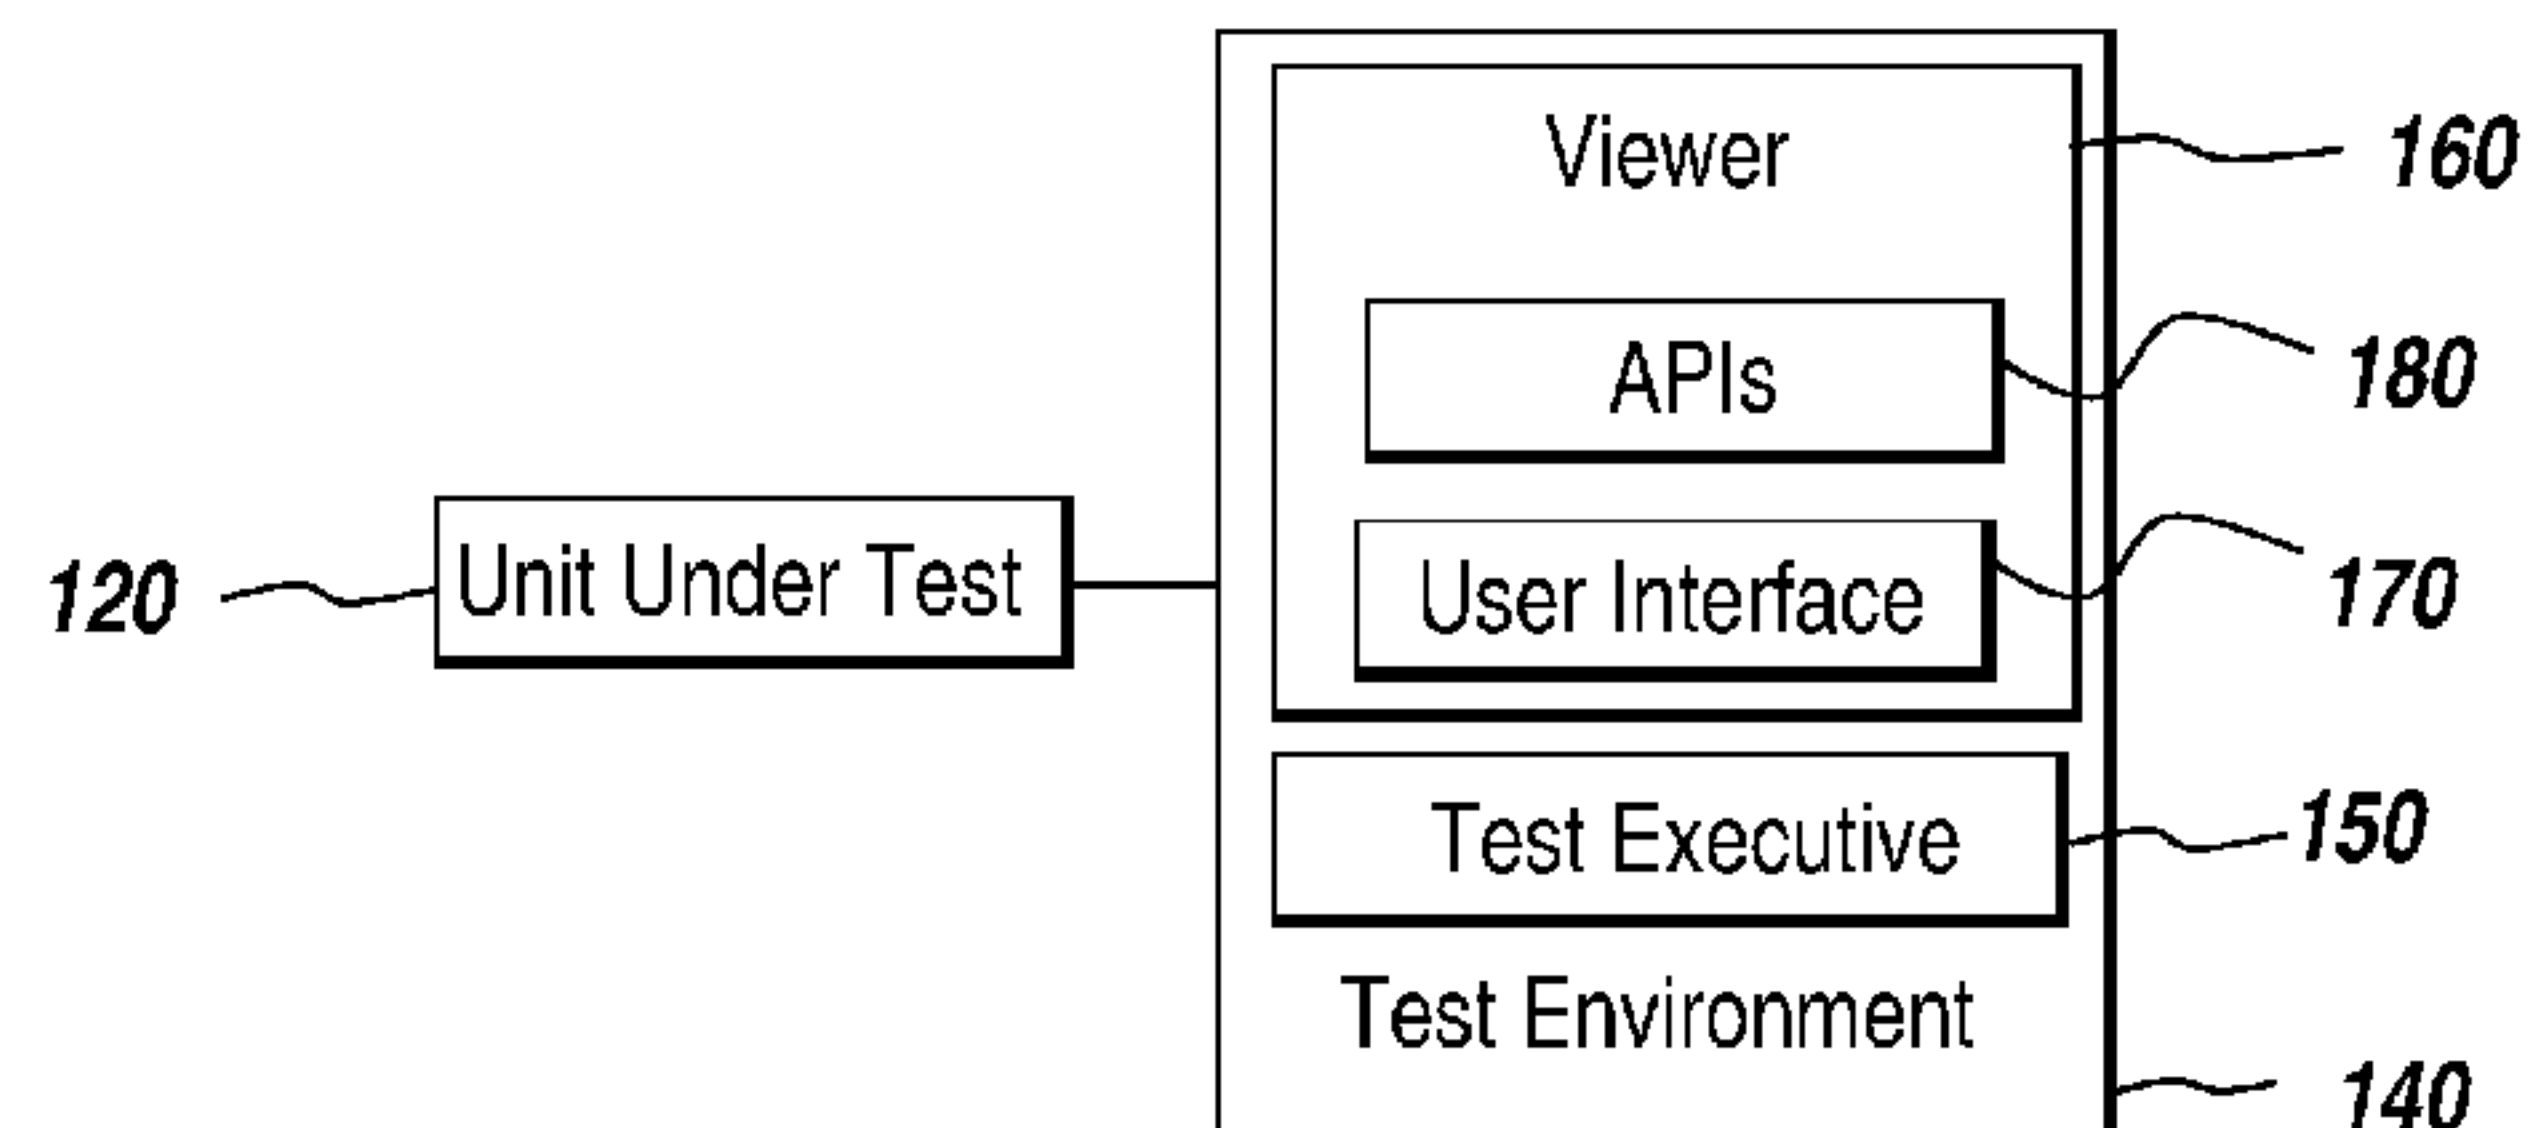 Viewer
160
APIs
180
Unit Under Test
120
User Interface
170
Test Executive
150
Test Environment
140